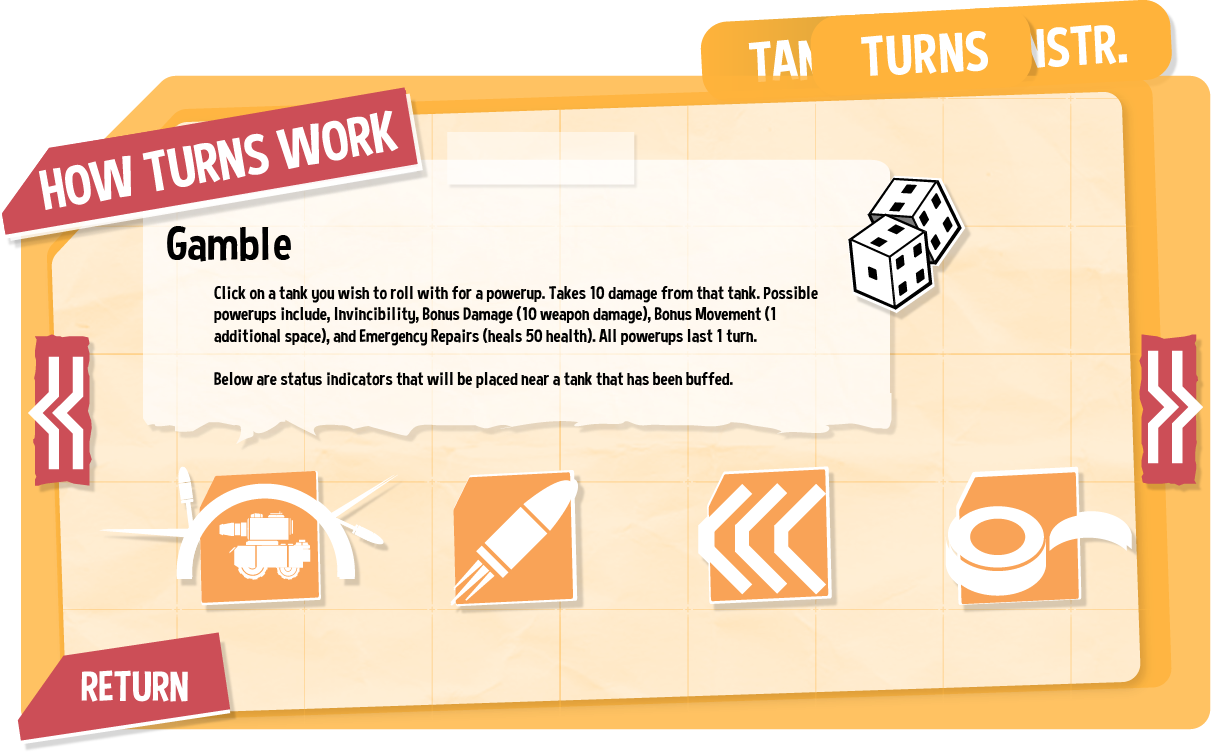 TURNS
STR.
HOW TURNS WORK
Gamble
Click on a tank you wish to roll with for a powerup. Takes 10 damage from that tank. Possible
powerups include, Invincibility, Bonus Damage (10 weapon damage), Bonus Movement (1
additional space), and Emergency Repairs (heals 50 health). All powerups last 1 turn.
Below are status indicators that will be placed near a tank that has been buffed.
RETURN